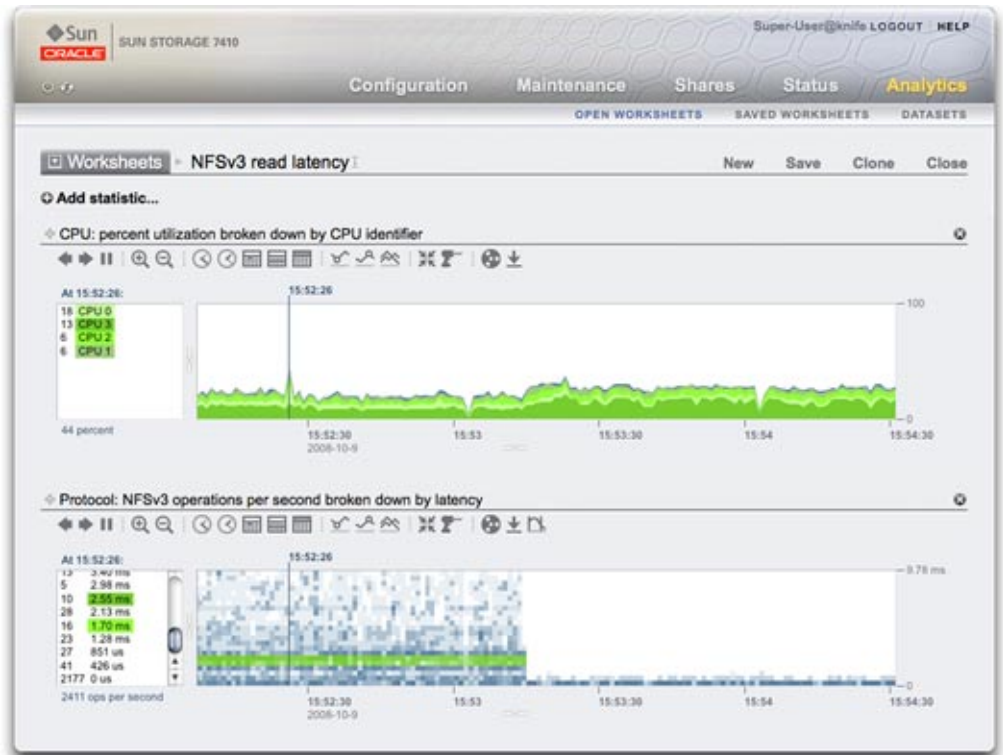 Sun
ORACLE
SUN STORAGE 7410
Super-User@knife LOGOUT HELP
Configuration Maintenance Shares Status Analytics
OPEN WORKSHEETS SAVED WORKSHEETS DATASETS
Worksheets NFSv3 read latency
New Save Clone Close
Add statistic...
CPU: percent utilization broken down by CPU identifier
At 15:52:26:
15:52:26
18 CPU 0
13 CPU 3
6 CPU 2
6 CPU 1
44 percent
100
0
15:52:30 15:53 15:53:30 15:54 15:54:30
2008-10-9
Protocol: NFSv3 operations per second broken down by latency
At 15:52:26:
15:52:26
13 3.40 ms
5 2.98 ms
10 2.55 ms
28 2.13 ms
16 1.70 ms
23 1.28 ms
27 851 us
41 426 us
2177 0 us
2411 ops per second
9.78 ms
0
15:52:30 15:53 15:53:30 15:54 15:54:30
2008-10-9